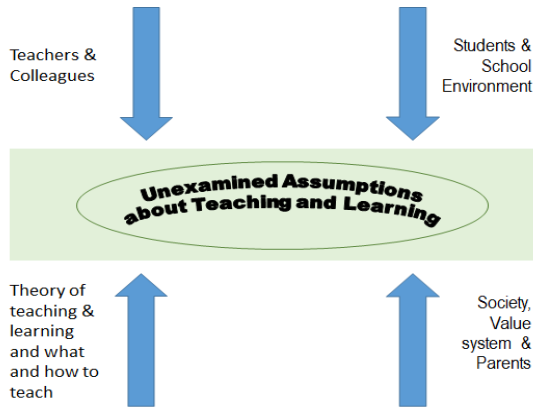 Teachers &
Colleagues
Students &
School
Environment
Unexamined Assumptions
about Teaching and Learning
Theory of
teaching &
learning
and what
and how to
teach
Society,
Value
system &
Parents